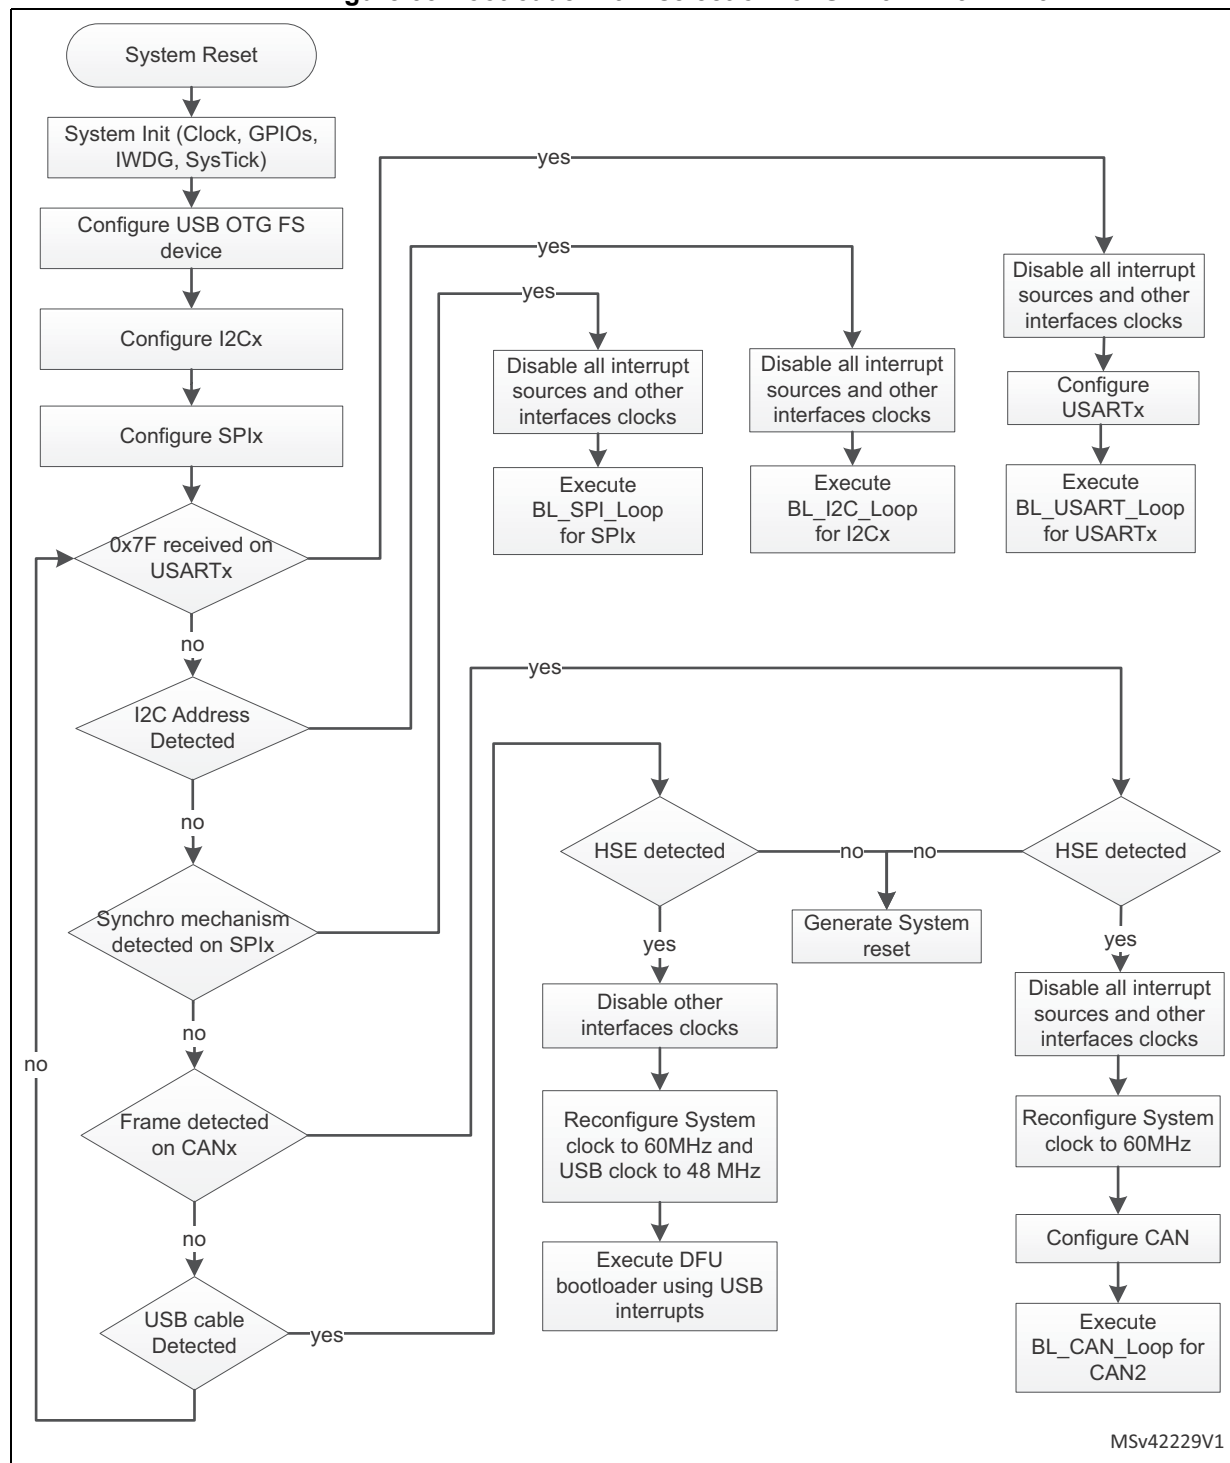 System Reset
System Init (Clock, GPIOs,
IWDG, SysTick)
Configure USB OTG FS
device
Configure I2Cx
Configure SPIx
0x7F received on
USARTx
yes
no
I2C Address
Detected
yes
no
Synchro mechanism
detected on SPIx
yes
no
Frame detected
on CANx
yes
no
USB cable
Detected
yes
no
Disable all interrupt
sources and other
interfaces clocks
Execute
BL_SPI_Loop
for SPIx
Disable all interrupt
sources and other
interfaces clocks
Execute
BL_I2C_Loop
for I2Cx
Disable all interrupt
sources and other
interfaces clocks
Configure
USARTx
Execute
BL_USART_Loop
for USARTx
HSE detected
no
no
HSE detected
Generate System
reset
yes
Disable other
interfaces clocks
Reconfigure System
clock to 60MHz and
USB clock to 48 MHz
Execute DFU
bootloader using USB
interrupts
yes
Disable all interrupt
sources and other
interfaces clocks
Reconfigure System
clock to 60MHz
Configure CAN
Execute
BL_CAN_Loop for
CAN2
MSv42229V1